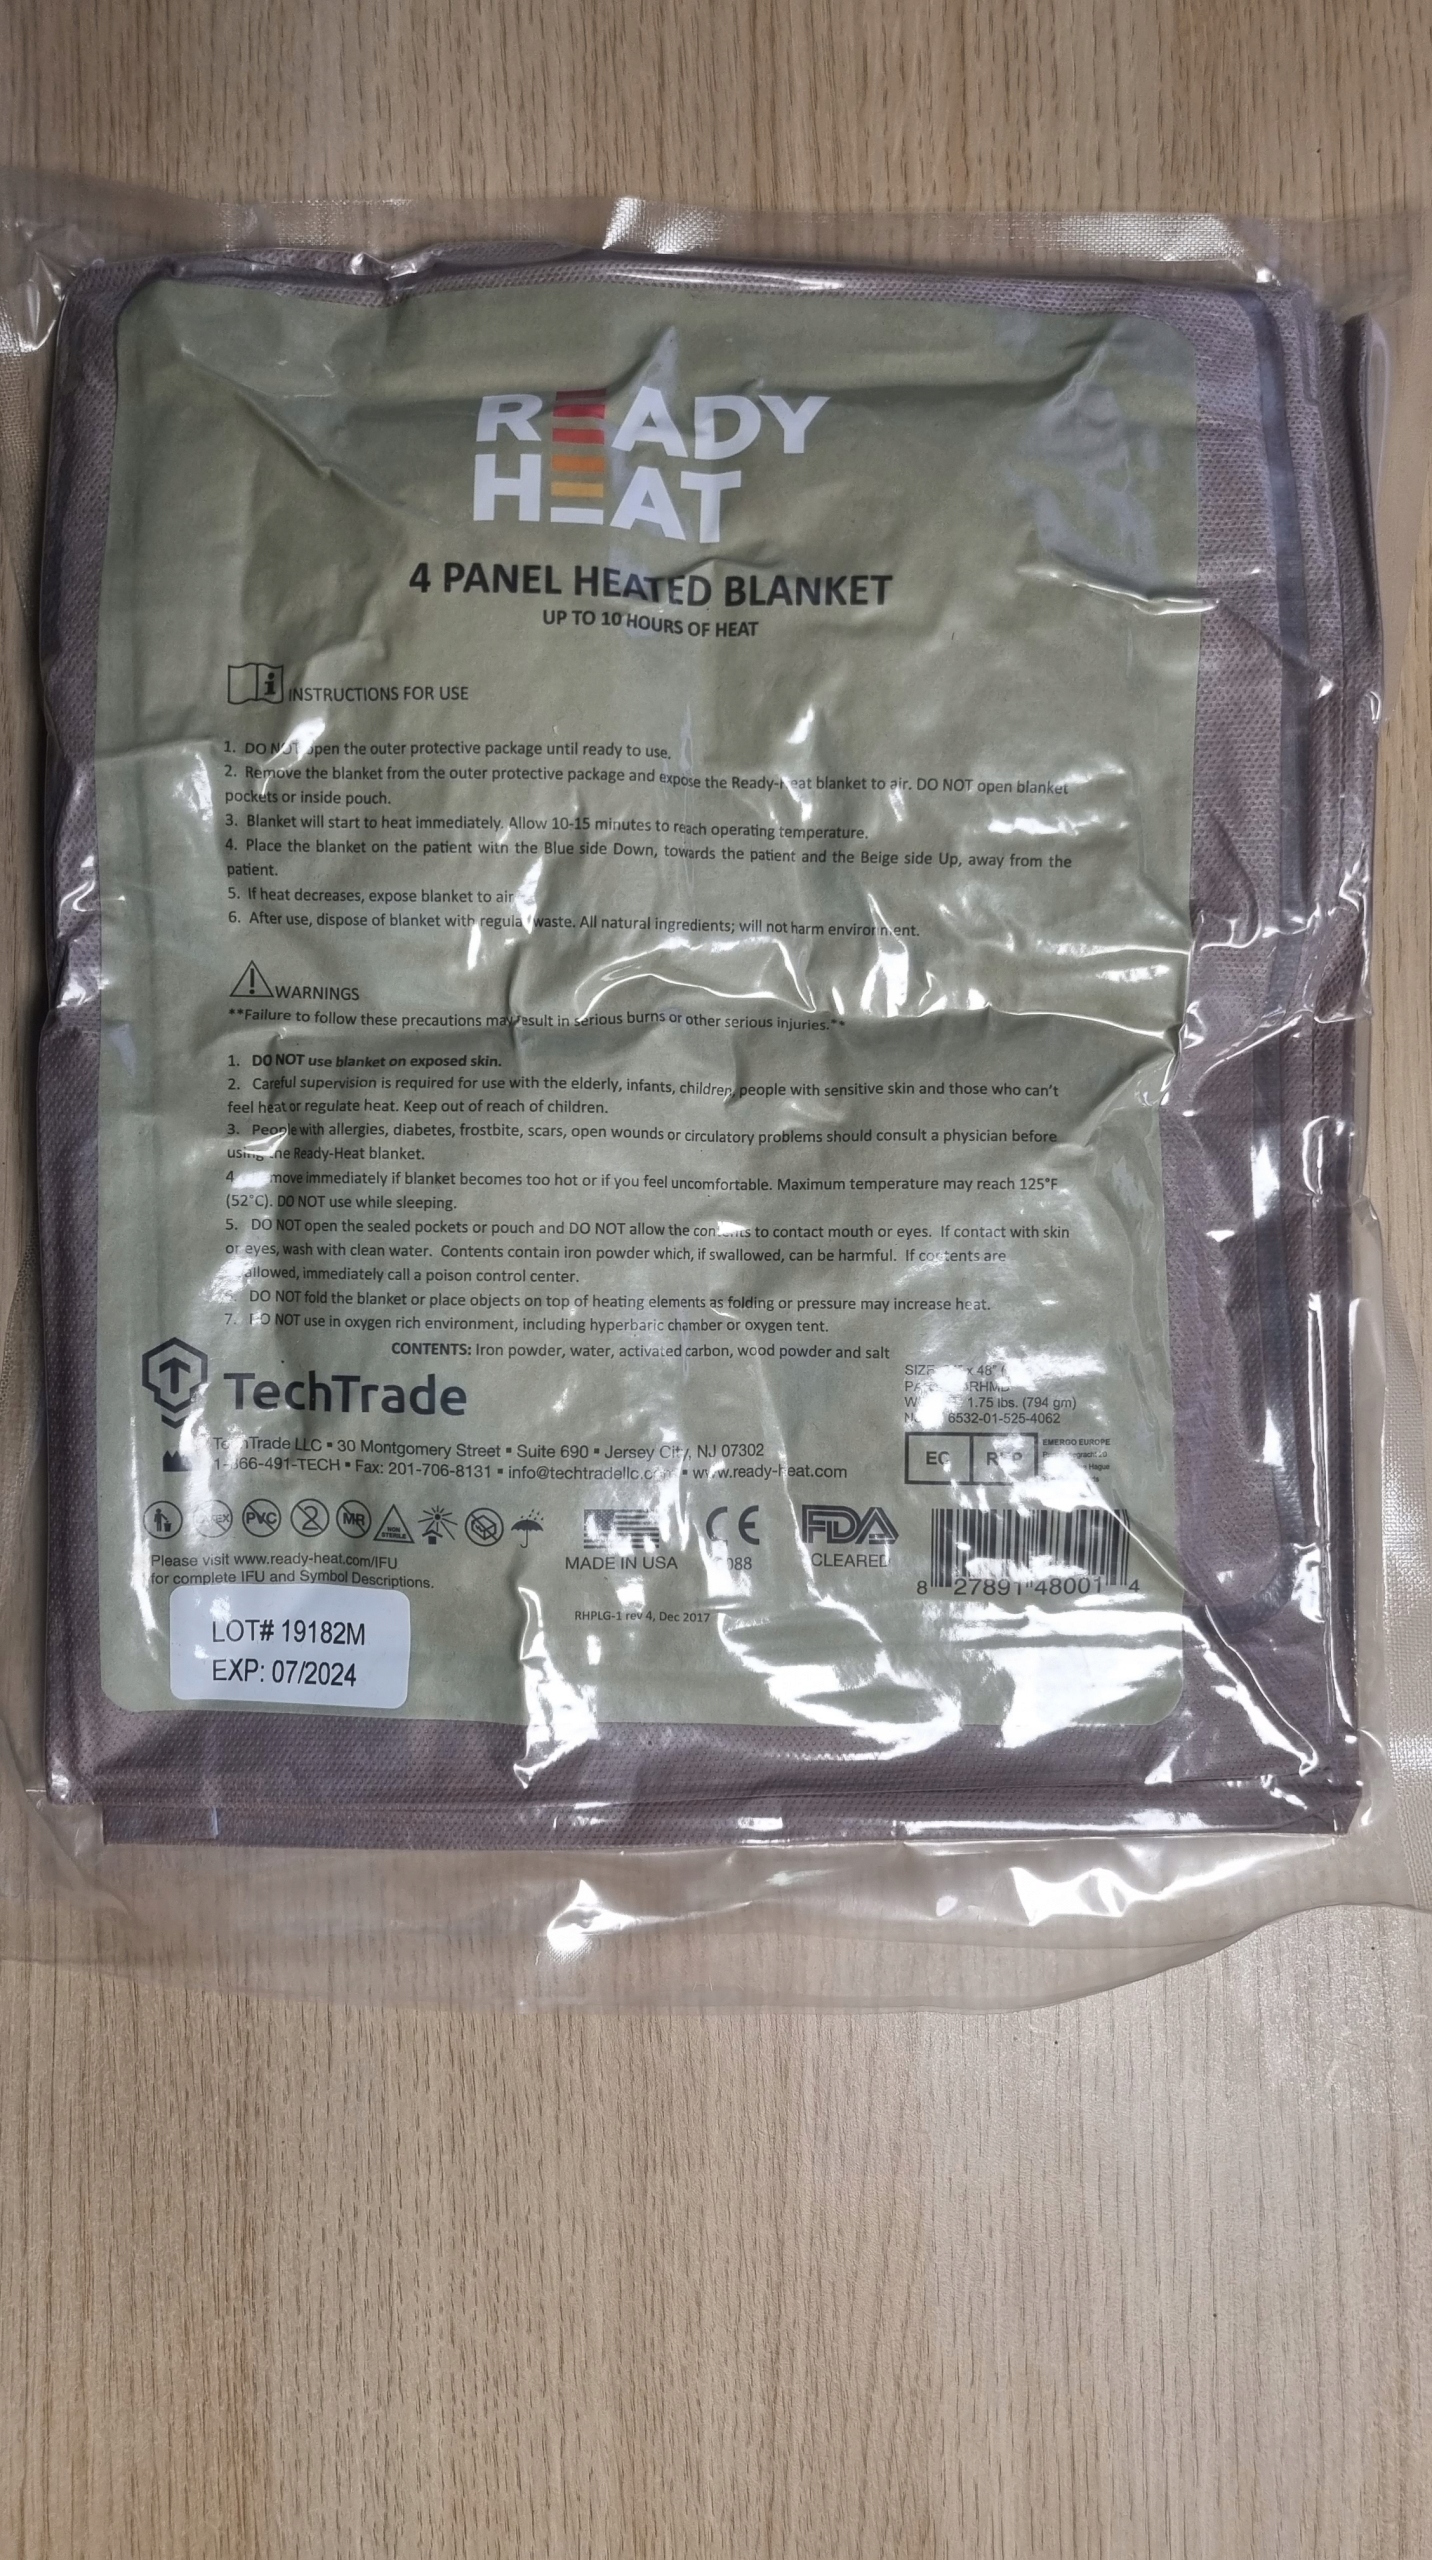 READY
HEAT
4 PANEL HEATED BLANKET
UP TO 10 HOURS OF HEAT
INSTRUCTIONS FOR USE
1. DO NOT open the outer protective package until ready to use.
2. Remove the blanket from the outer protective package and expose the Ready-Heat blanket to air. DO NOT open blanket
pockets or inside pouch.
3. Blanket will start to heat immediately. Allow 10-15 minutes to reach operating temperature.
4. Place the blanket on the patient with the Blue side Down, towards the patient and the Beige side Up, away from the
patient.
5. If heat decreases, expose blanket to air
6. After use, dispose of blanket with regular waste. All natural ingredients; will not harm environment.
WARNINGS
**Failure to follow these precautions may result in serious burns or other serious injuries.**
1. DO NOT use blanket on exposed skin.
2. Careful supervision is required for use with the elderly, infants, children, people with sensitive skin and those who can't
feel heat or regulate heat. Keep out of reach of children.
3. People with allergies, diabetes, frostbite, scars, open wounds or circulatory problems should consult a physician before
using the Ready-Heat blanket.
4 immediately if blanket becomes too hot or if you feel uncomfortable. Maximum temperature may reach 125°F
(52°C). DO NOT use while sleeping.
5. DO NOT open the sealed pockets or pouch and DO NOT allow the contents to contact mouth or eyes. If contact with skin
or eyes, wash with clean water. Contents contain iron powder which, if swallowed, can be harmful. If contents are
swallowed, immediately call a poison control center.
6. DO NOT fold the blanket or place objects on top of heating elements as folding or pressure may increase heat.
7. DO NOT use in oxygen rich environment, including hyperbaric chamber or oxygen tent.
CONTENTS: Iron powder, water, activated carbon, wood powder and salt
SIZE x 48"
1.75 lbs. (794 gm)
6532-01-525-4062
TechTrade
TechTrade LLC ▪ 30 Montgomery Street ▪ Suite 690 ▪ Jersey City, NJ 07302
1-866-491-TECH ▪ Fax: 201-706-8131 ▪ info@techtradellc.com ▪ www.ready-heat.com
EC REP
EMERGO EUROPE
Hague
PVC
2
MR
NON
STERILE
MADE IN USA
CE
FDA
CLEARED
8 27891 48001 4
Please visit www.ready-heat.com/IFU
for complete IFU and Symbol Descriptions.
RHPLG-1 rev 4, Dec 2017
LOT# 19182M
EXP: 07/2024